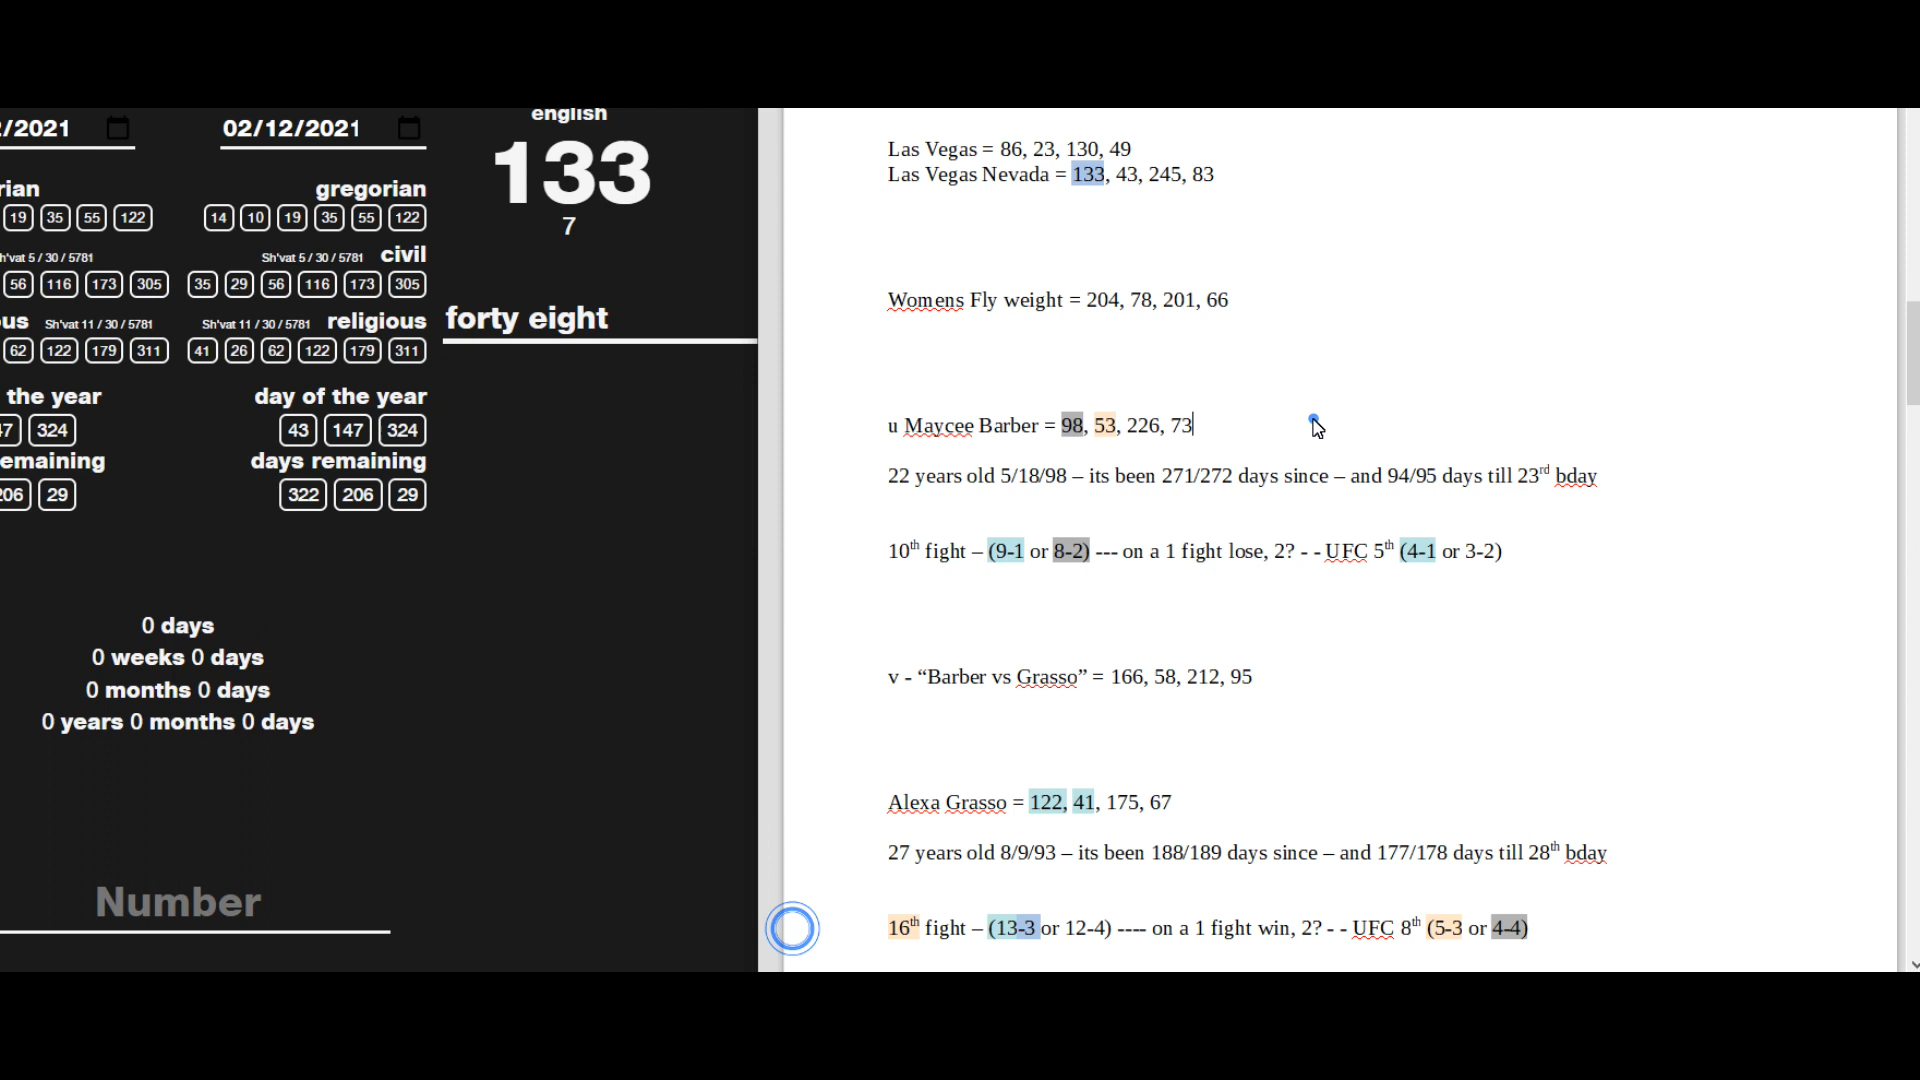 english
2/2021
02/12/2021
133
7
rian
gregorian
19 35 55 122
14 10 19 35 55 122
h'vat 5 / 30 / 5781
Sh'vat 5 / 30 / 5781 civil
56 116 173 305
35 29 56 116 173 305
us Sh'vat 11 / 30 / 5781
Sh'vat 11 / 30 / 5781 religious
62 122 179 311
41 26 62 122 179 311
forty eight
the year
day of the year
47 324
43 147 324
emaining
days remaining
206 29
322 206 29
0 days
0 weeks 0 days
0 months 0 days
0 years 0 months 0 days
Number
Las Vegas = 86, 23, 130, 49
Las Vegas Nevada = 133, 43, 245, 83
Womens Fly weight = 204, 78, 201, 66
u Maycee Barber = 98, 53, 226, 73
22 years old 5/18/98 – its been 271/272 days since – and 94/95 days till 23rd bday
10th fight – (9-1 or 8-2) --- on a 1 fight lose, 2? - - UFC 5th (4-1 or 3-2)
v - “Barber vs Grasso” = 166, 58, 212, 95
Alexa Grasso = 122, 41, 175, 67
27 years old 8/9/93 – its been 188/189 days since – and 177/178 days till 28th bday
16th fight – (13-3 or 12-4) ---- on a 1 fight win, 2? - - UFC 8th (5-3 or 4-4)